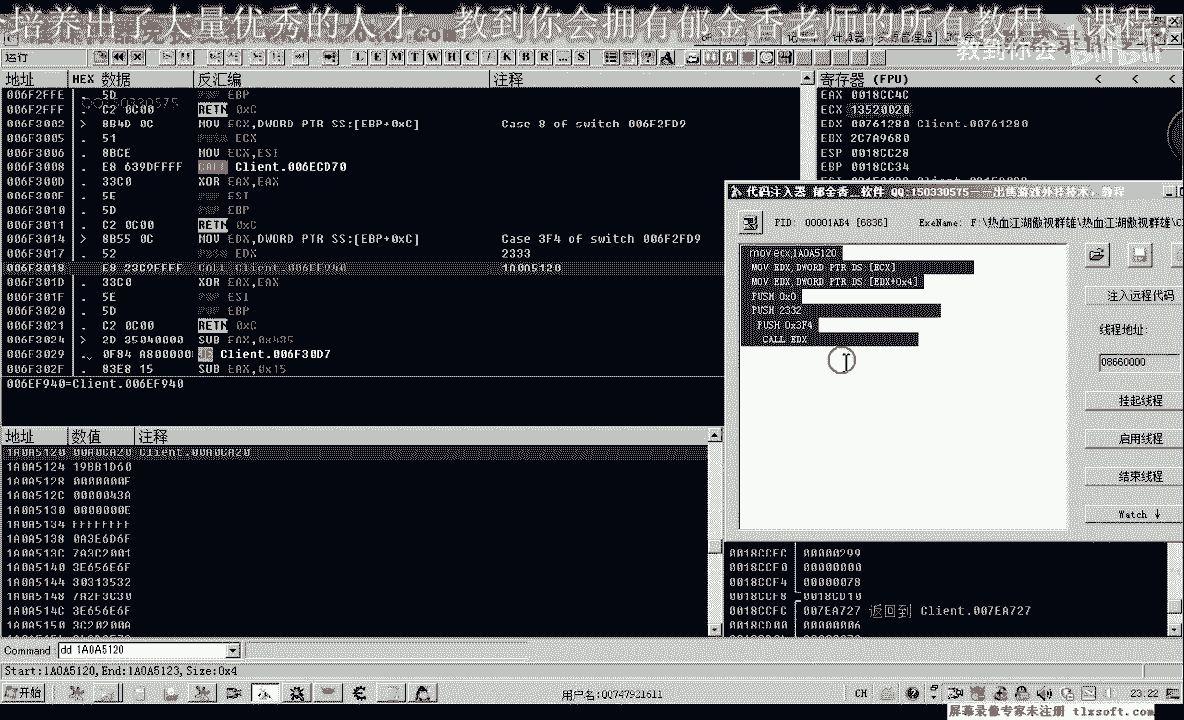 培养出了大量优秀的人才 教到你会拥有郁金香老师的所有教程 课程
教到你会
运行
L E M T W H C / K B R ... S
地址 HEX 数据 反汇编 注释
006F2FFE . 5D POP EBP
006F2FFF . C2 0C00 RETN 0xC
006F3002 > 8B4D 0C MOV ECX,DWORD PTR SS:[EBP+0xC] Case 8 of switch 006F2FD9
006F3005 . 51 PUSH ECX
006F3006 . 8BCE MOV ECX,ESI
006F3008 . E8 639DFFFF CALL Client.006ECD70
006F300D . 33C0 XOR EAX,EAX
006F300F . 5E POP ESI
006F3010 . 5D POP EBP
006F3011 . C2 0C00 RETN 0xC
006F3014 > 8B55 0C MOV EDX,DWORD PTR SS:[EBP+0xC] Case 3F4 of switch 006F2FD9
006F3017 . 52 PUSH EDX 2333
006F3018 E8 23C9FFFF CALL Client.006EF940 1A0A5120
006F301D . 33C0 XOR EAX,EAX
006F301F . 5E POP ESI
006F3020 . 5D POP EBP
006F3021 . C2 0C00 RETN 0xC
006F3024 > 2D 35040000 SUB EAX,0x435
006F3029 .. 0F84 A8000000 JE Client.006F30D7
006F302F . 83E8 15 SUB EAX,0x15
006EF940=Client.006EF940
寄存器 (FPU) < < <
EAX 0018CC4C
ECX 13520020
EDX 00761280 Client.00761280
EBX 2C7A9680
ESP 0018CC28
EBP 0018CC34
代码注入器 郁金香_软件 QQ:150330575——出售游戏外挂技术，教程
PID: 00001AB4 [6836] ExeName: F:\热血江湖傲视群雄\热血江湖傲视群雄\C
mov ecx,1A0A5120
MOV EDX,DWORD PTR DS:[ECX]
MOV EDX,DWORD PTR DS:[EDX+0x4]
PUSH 0x0
PUSH 2332
PUSH 0x3F4
CALL EDX
注入远程代码
线程地址:
08660000
挂起线程
启用线程
结束线程
Watch ↓
地址 数值 注释
1A0A5120 00A0CA20 Client.00A0CA20
1A0A5124 19BB1D60
1A0A5128 0000000F
1A0A512C 0000043A
1A0A5130 0000000E
1A0A5134 FFFFFFFF
1A0A5138 0A3E6D6F
1A0A513C 7A3C2001
1A0A5140 3E656E6F
1A0A5144 30313532
1A0A5148 7A2F3C30
1A0A514C 3E656E6F
1A0A5150 3C20200A
0018CCEC 00000299
0018CCF0 00000000
0018CCF4 00000078
0018CCF8 0018CD10
0018CCFC 007EA727 返回到 Client.007EA727
0018CD00 00000006
Command: dd 1A0A5120
Start:1A0A5120,End:1A0A5123,Size:0x4
开始
用户名:QQ747921611
CH
23:22
屏幕录像专家未注册 tlxsoft.com